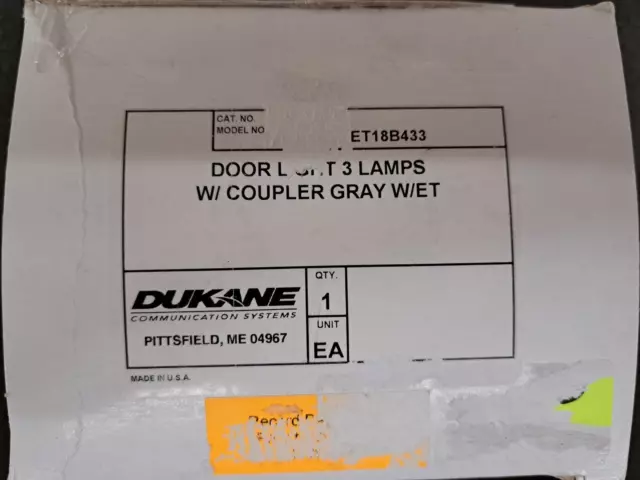 CAT. NO.
MODEL NO
ET18B433
DOOR 3 LAMPS
W/ COUPLER GRAY W/ET
DUKANE
COMMUNICATION SYSTEMS
PITTSFIELD, ME 04967
QTY.
1
UNIT
EA
MADE IN U.S.A.